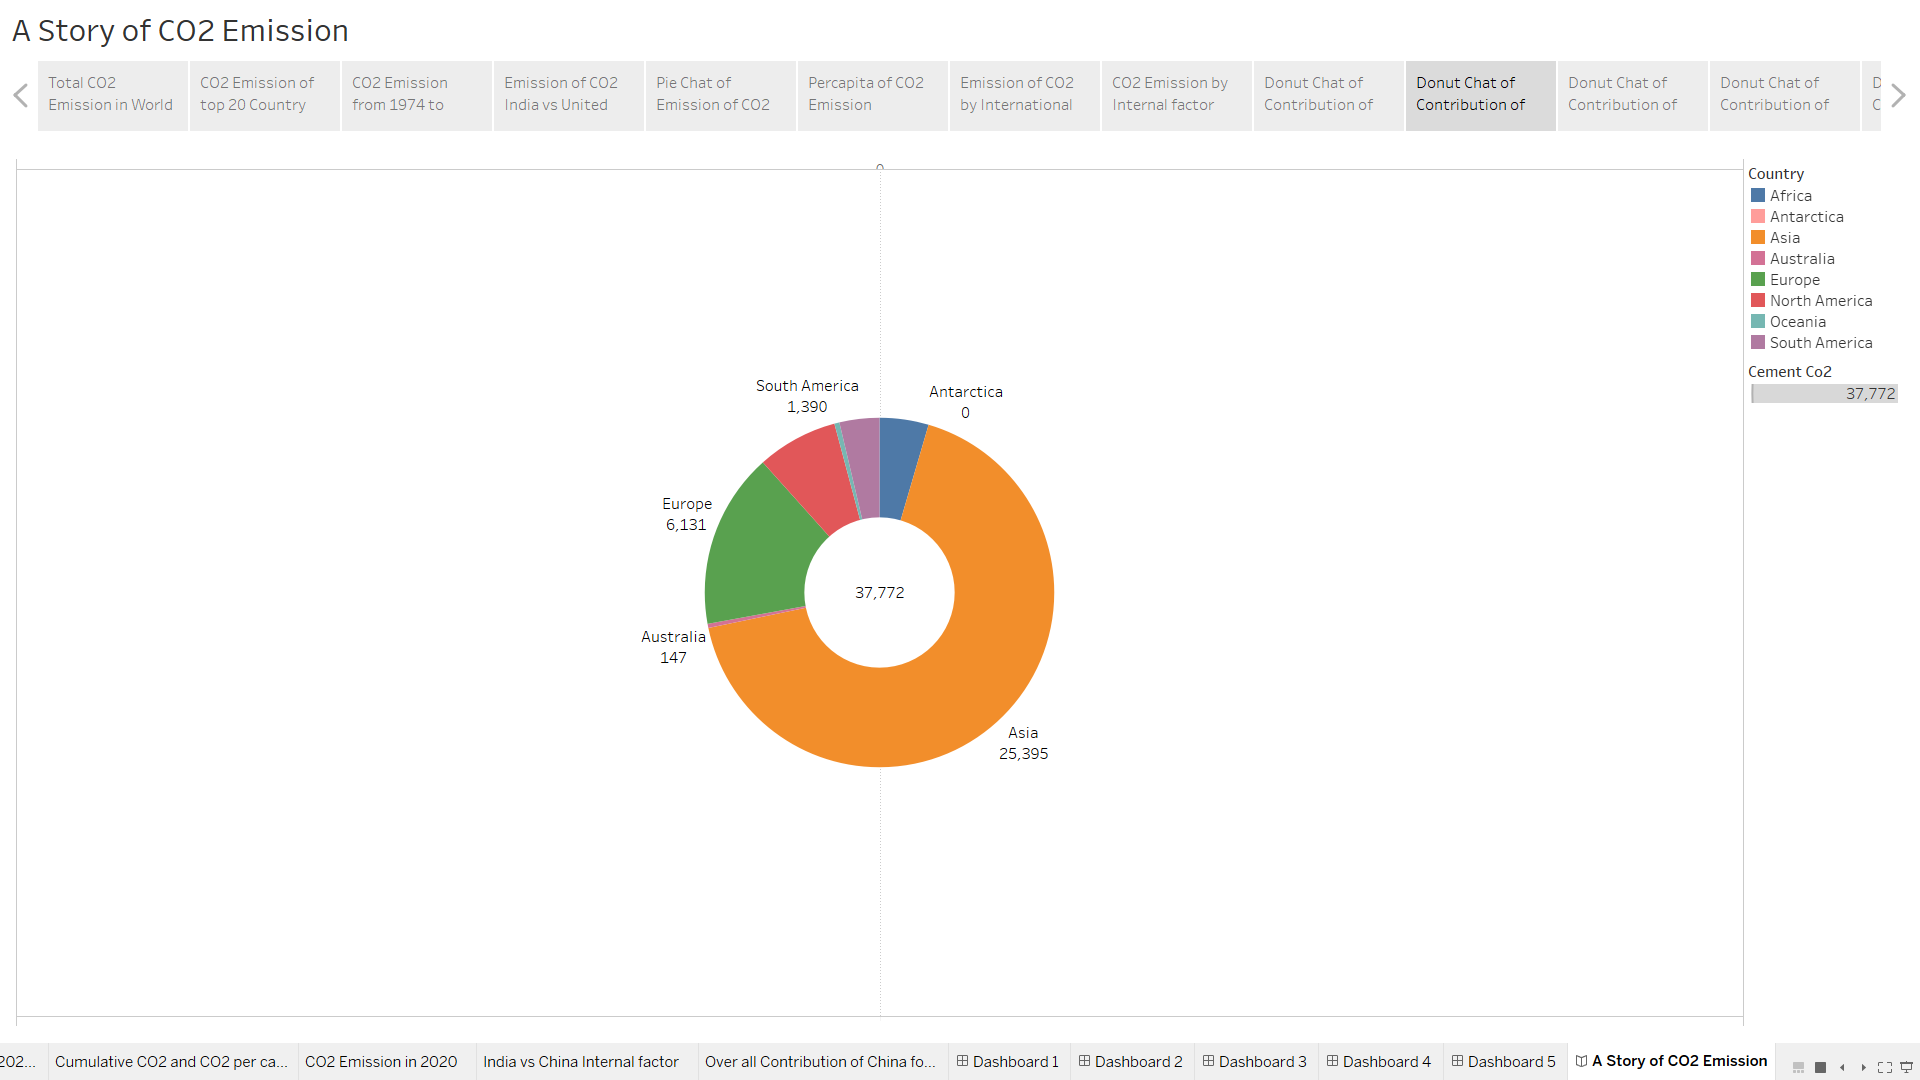 A Story of CO2 Emission
Total CO2
Emission in World
CO2 Emission of
top 20 Country
CO2 Emission
from 1974 to
Emission of CO2
India vs United
Pie Chat of
Emission of CO2
Percapita of CO2
Emission
Emission of CO2
by International
CO2 Emission by
Internal factor
Donut Chat of
Contribution of
Donut Chat of
Contribution of
Donut Chat of
Contribution of
Donut Chat of
Contribution of
Country
Africa
Antarctica
Asia
Australia
Europe
North America
Oceania
South America
Cement Co2
37,772
South America
1,390
Antarctica
0
Europe
6,131
37,772
Australia
147
Asia
25,395
202...
Cumulative CO2 and CO2 per ca...
CO2 Emission in 2020
India vs China Internal factor
Over all Contribution of China fo...
Dashboard 1
Dashboard 2
Dashboard 3
Dashboard 4
Dashboard 5
A Story of CO2 Emission